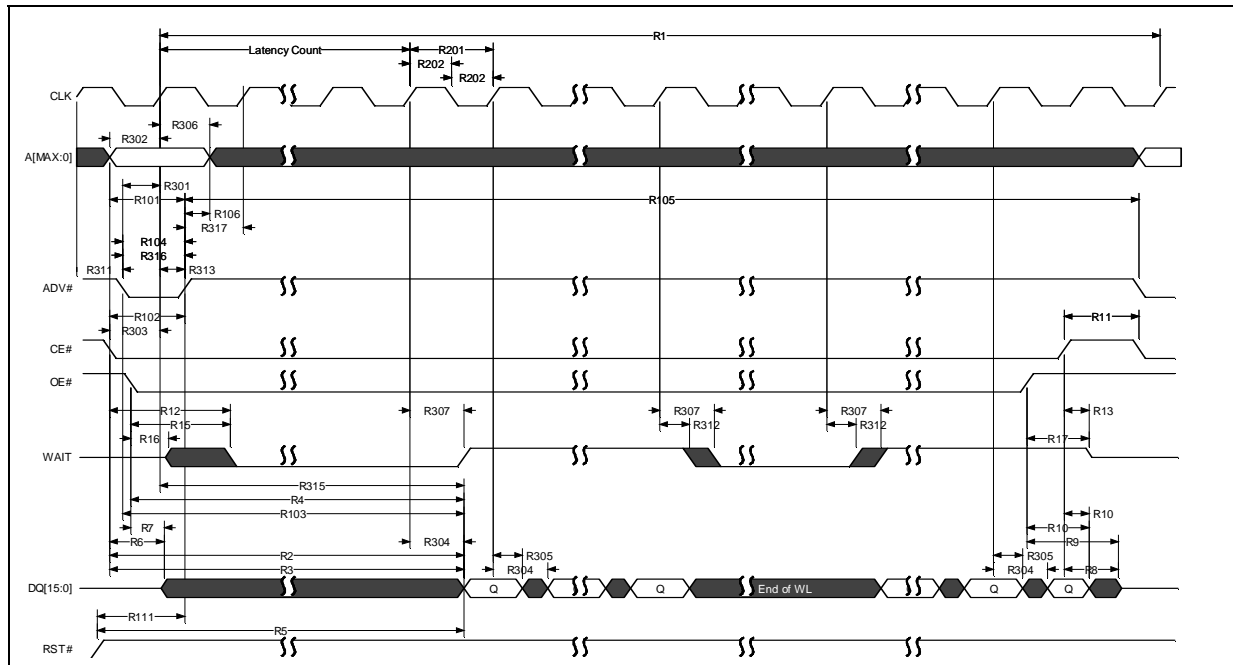 R1
Latency Count
R201
R202
R202
CLK
R306
R302
A[MAX:0]
R301
R101
R105
R106
R317
R104
R316
R311
R313
ADV#
R102
R303
R11
CE#
OE#
R12
R307
R307
R307
R13
R15
R312
R312
R16
R17
WAIT
R315
R4
R103
R10
R7
R304
R10
R6
R305
R305
R9
R2
R304
R304
R8
R3
DQ[15:0]
Q
Q
End of WL
Q
Q
R111
R5
RST#